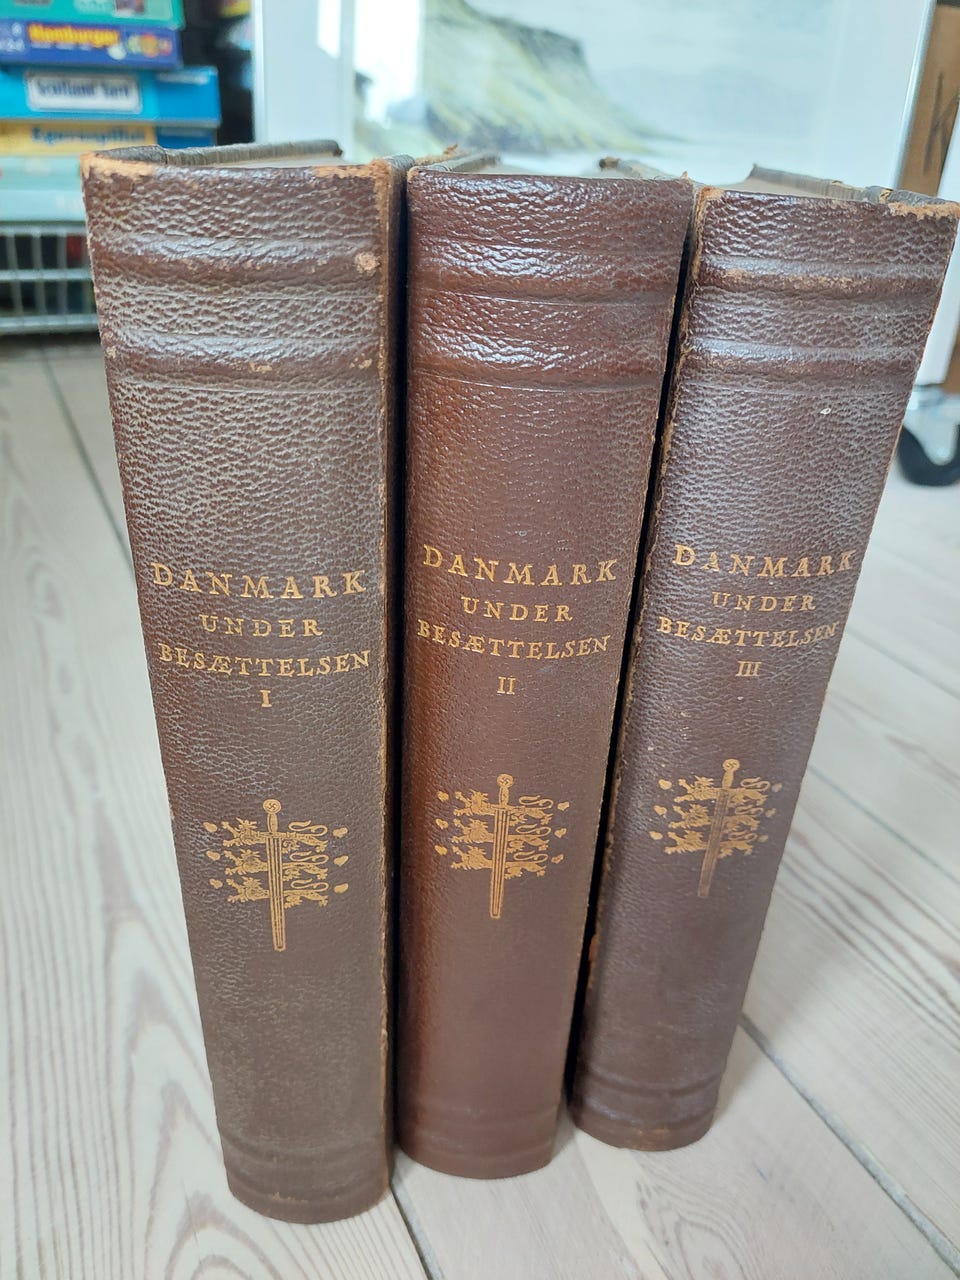 Hamburger
Scotland Yard
DANMARK
UNDER
BESÆTTELSEN
I
DANMARK
UNDER
BESÆTTELSEN
II
DANMARK
UNDER
BESÆTTELSEN
III
K